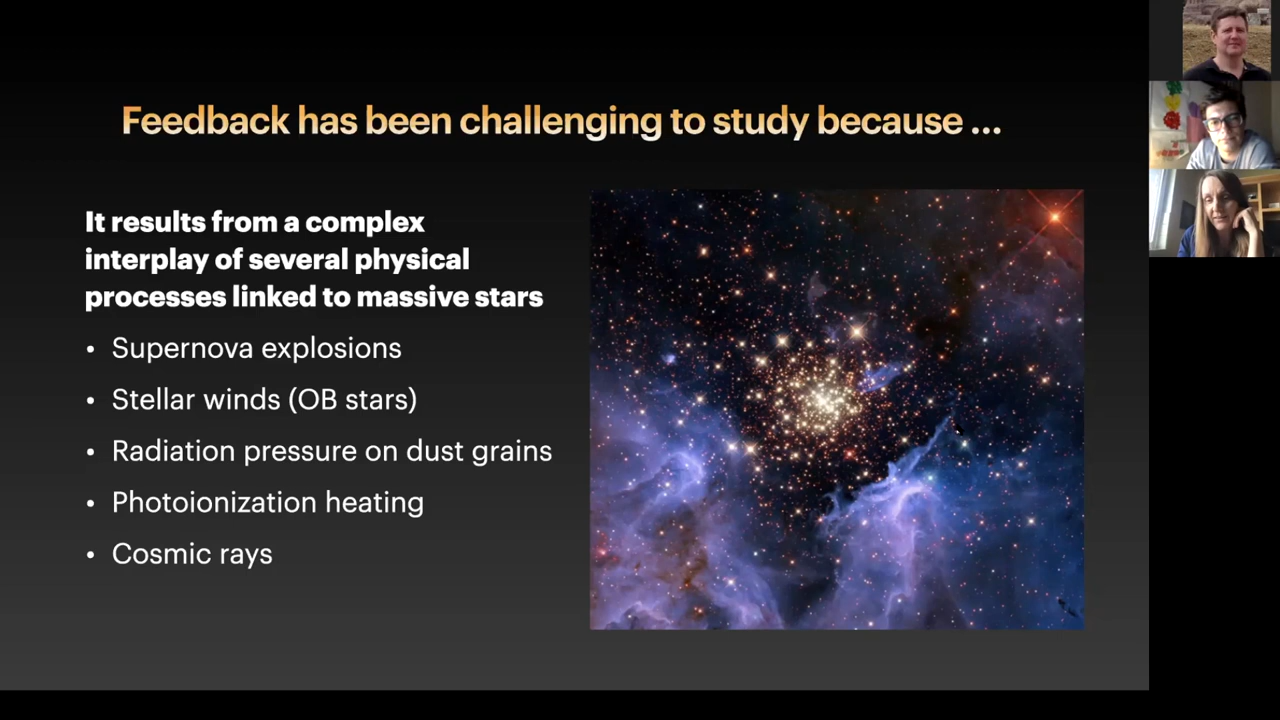 Feedback has been challenging to study because ...
It results from a complex
interplay of several physical
processes linked to massive stars
• Supernova explosions
• Stellar winds (OB stars)
• Radiation pressure on dust grains
• Photoionization heating
• Cosmic rays